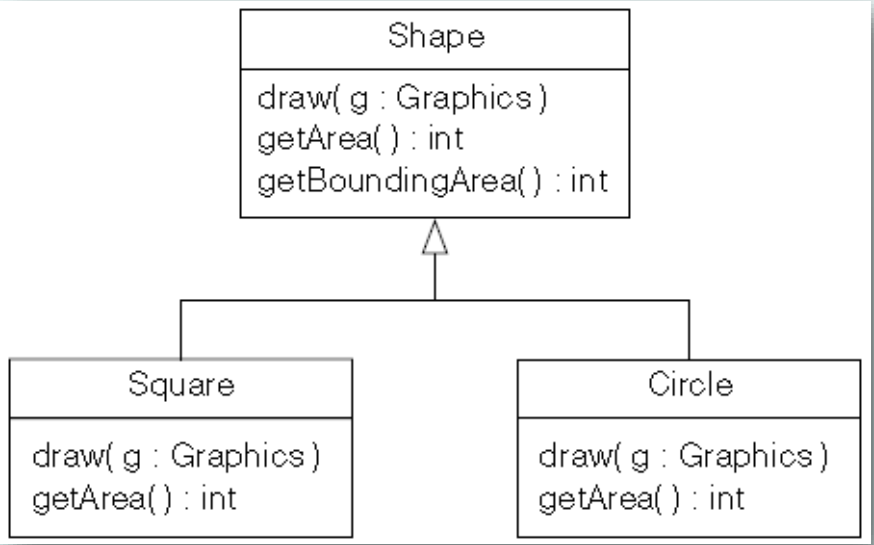 Shape
draw( g : Graphics )
getArea( ) : int
getBoundingArea( ) : int
Square
draw( g : Graphics )
getArea( ) : int
Circle
draw( g : Graphics )
getArea( ) : int